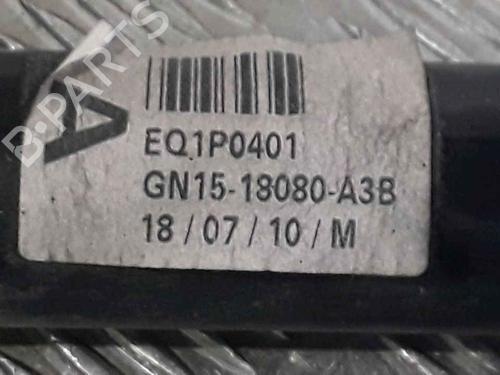 B-PARTS
A
EQ1P0401
GN15-18080-A3B
18 / 07 / 10 / M